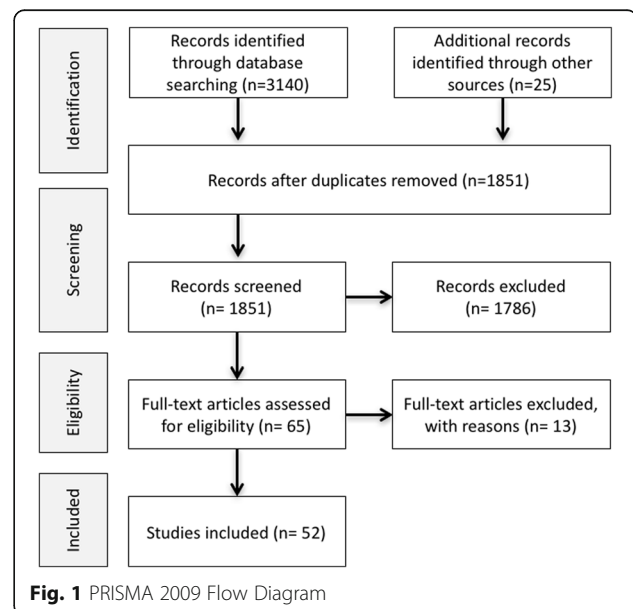 Identification
Records identified
through database
searching (n=3140)
Additional records
identified through other
sources (n=25)
Records after duplicates removed (n=1851)
Screening
Records screened
(n= 1851)
Records excluded
(n= 1786)
Eligibility
Full-text articles assessed
for eligibility (n= 65)
Full-text articles excluded,
with reasons (n= 13)
Included
Studies included (n= 52)
Fig. 1 PRISMA 2009 Flow Diagram